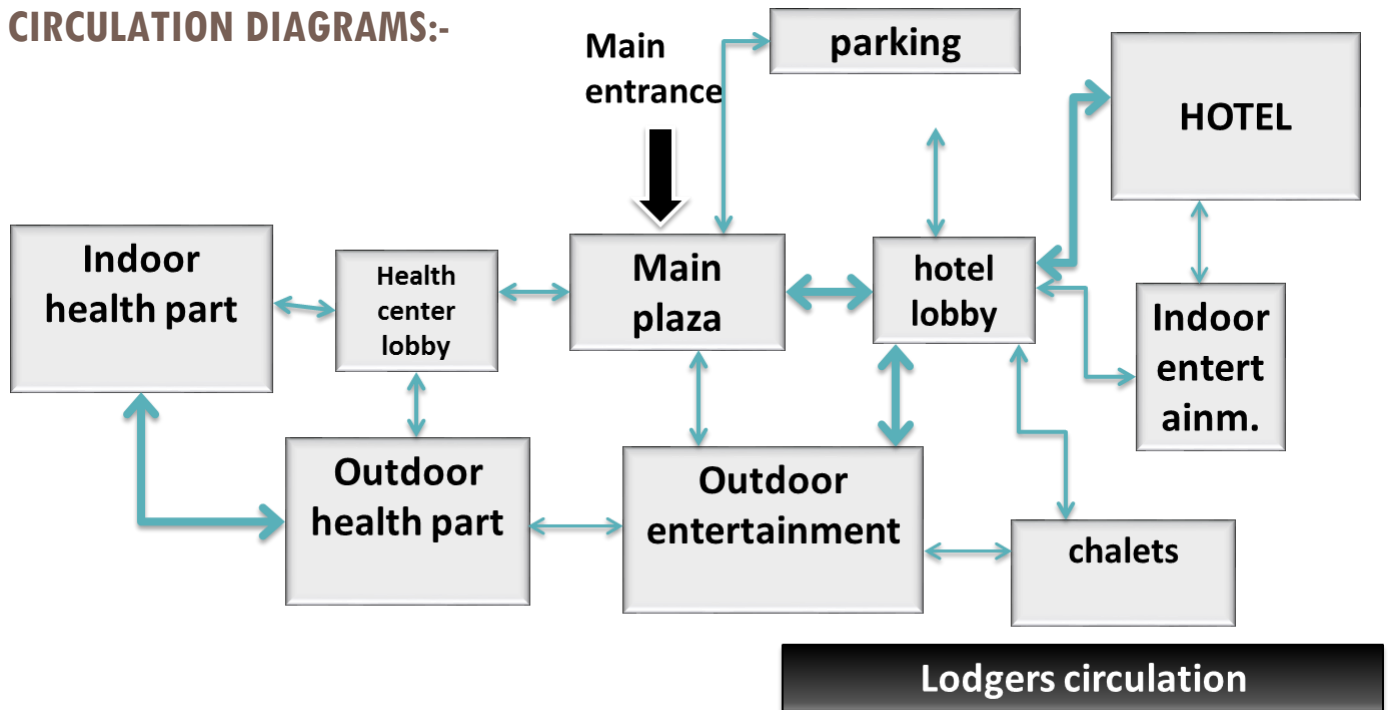 CIRCULATION DIAGRAMS:-
Main
entrance
parking
HOTEL
Indoor
health part
Health
center
lobby
Main
plaza
hotel
lobby
Indoor
entert
ainm.
Outdoor
health part
Outdoor
entertainment
chalets
Lodgers circulation